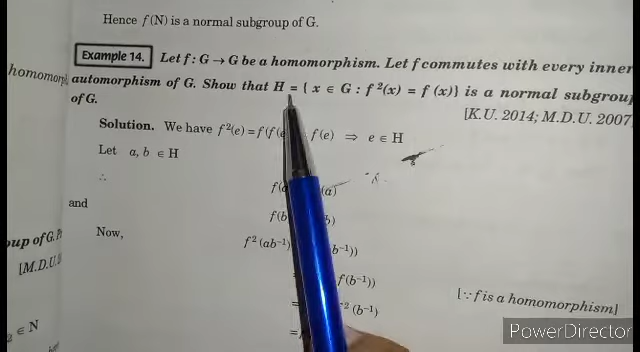 Hence f(N) is a normal subgroup of G.
Example 14. Let f : G → G be a homomorphism. Let f commutes with every inner
homomorp automorphism of G. Show that H = { x ∈ G : f²(x) = f (x)} is a normal subgrou
of G.
[K.U. 2014; M.D.U. 2007
Solution. We have f²(e) = f(f(e f(e) ⇒ e ∈ H
Let a, b ∈ H
∴ f (a)
and f b)
Now, f² (ab⁻¹) b⁻¹))
oup of G. f(b⁻¹))
[M.D.U. [∵ f is a homomorphism]
² (b⁻¹)
∈ N =
PowerDirector